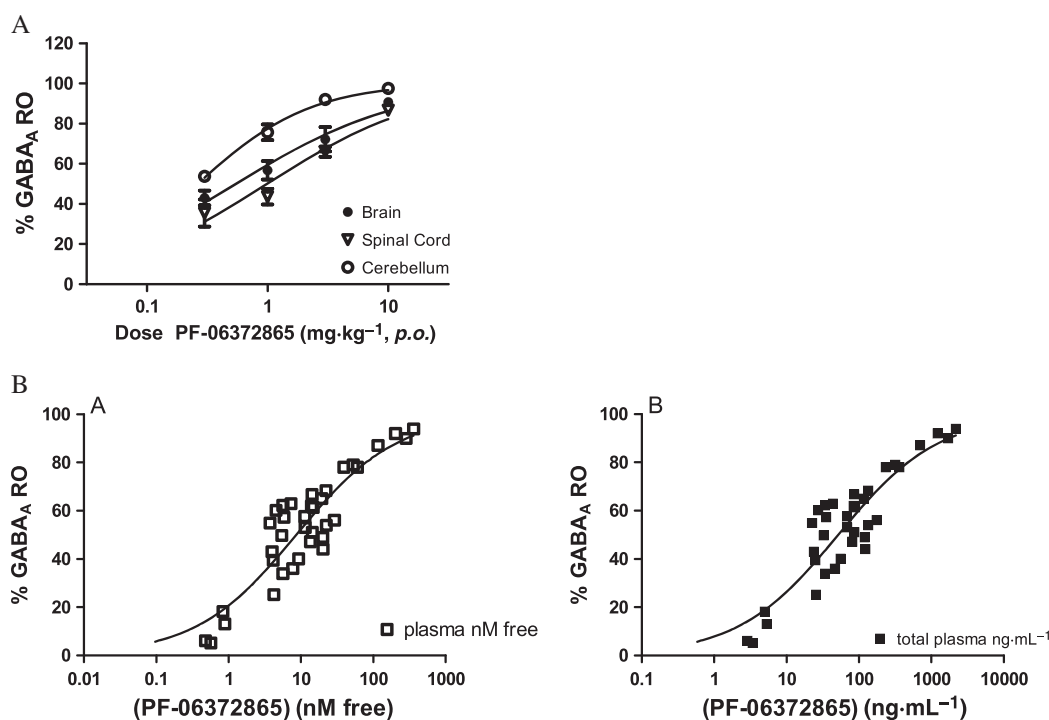 A
120
100
80
60
40
20
0
% GABAA RO
Brain
Spinal Cord
Cerebellum
0.1 1 10
Dose PF-06372865 (mg·kg−1, p.o.)
B
A
100
80
60
40
20
0
% GABAA RO
plasma nM free
0.01 0.1 1 10 100 1000
(PF-06372865) (nM free)
B
100
80
60
40
20
0
% GABAA RO
total plasma ng·mL−1
0.1 1 10 100 1000 10000
(PF-06372865) (ng·mL−1)